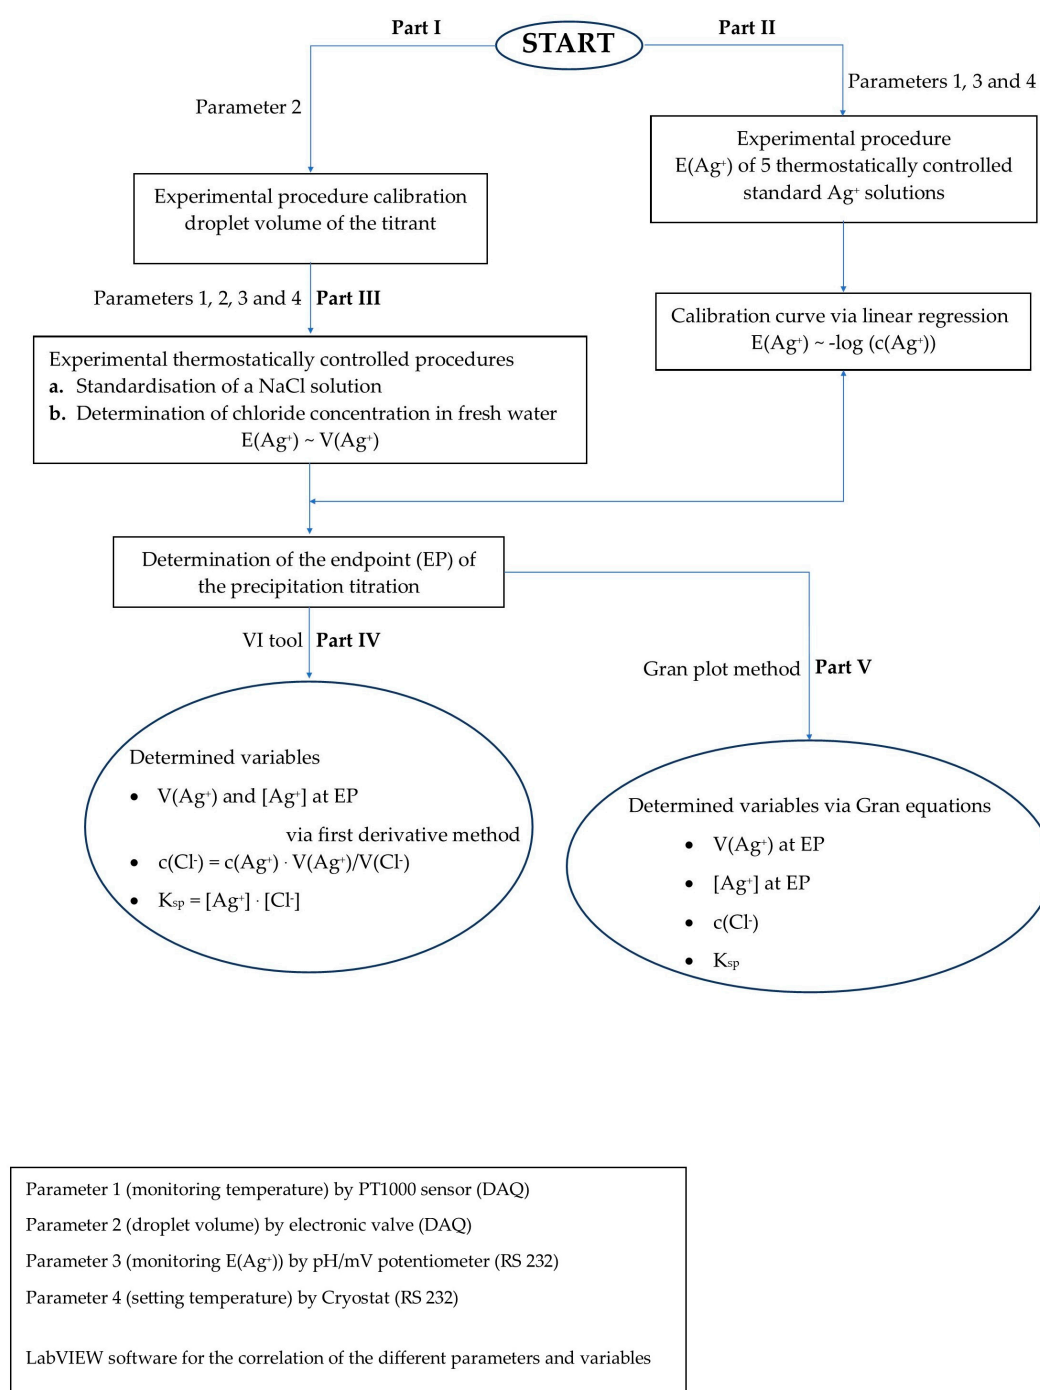 Part I
START
Part II
Parameter 2
Parameters 1, 3 and 4
Experimental procedure
E(Ag⁺) of 5 thermostatically controlled
standard Ag⁺ solutions
Experimental procedure calibration
droplet volume of the titrant
Parameters 1, 2, 3 and 4 Part III
Calibration curve via linear regression
E(Ag⁺) ~ -log (c(Ag⁺))
Experimental thermostatically controlled procedures
a. Standardisation of a NaCl solution
b. Determination of chloride concentration in fresh water
E(Ag⁺) ~ V(Ag⁺)
Determination of the endpoint (EP) of
the precipitation titration
VI tool Part IV
Gran plot method Part V
Determined variables
• V(Ag⁺) and [Ag⁺] at EP
via first derivative method
• c(Cl⁻) = c(Ag⁺) · V(Ag⁺)/V(Cl⁻)
• Kₛₚ = [Ag⁺] · [Cl⁻]
Determined variables via Gran equations
• V(Ag⁺) at EP
• [Ag⁺] at EP
• c(Cl⁻)
• Kₛₚ
Parameter 1 (monitoring temperature) by PT1000 sensor (DAQ)
Parameter 2 (droplet volume) by electronic valve (DAQ)
Parameter 3 (monitoring E(Ag⁺)) by pH/mV potentiometer (RS 232)
Parameter 4 (setting temperature) by Cryostat (RS 232)
LabVIEW software for the correlation of the different parameters and variables